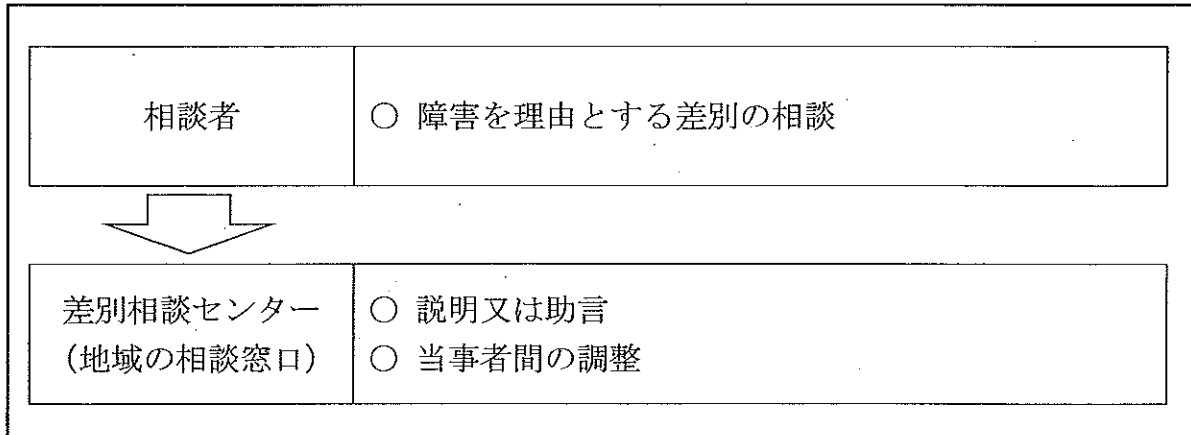 相談者
○ 障害を理由とする差別の相談
差別相談センター
(地域の相談窓口)
○ 説明又は助言
○ 当事者間の調整